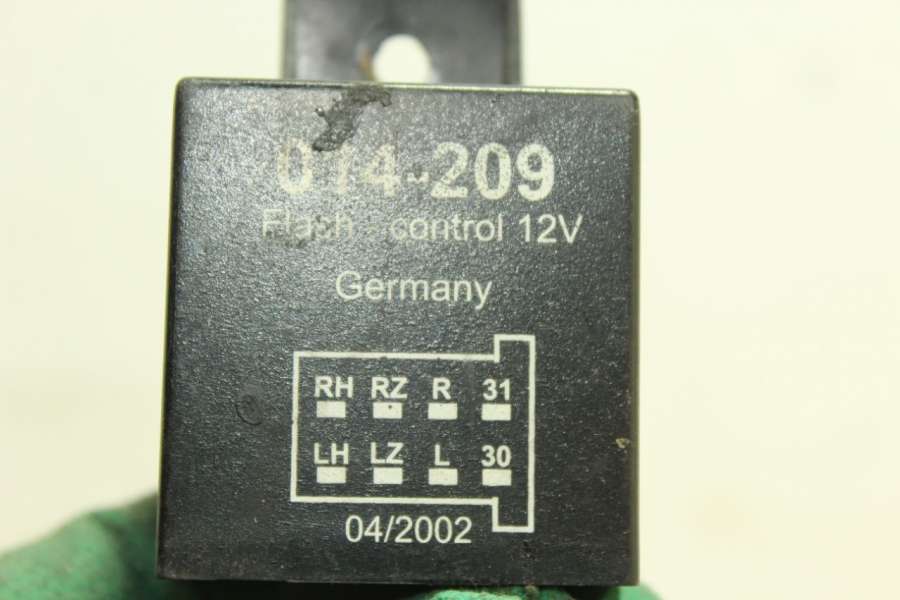 014-209
Flash - control 12V
Germany
RH RZ R 31
LH LZ L 30
04/2002